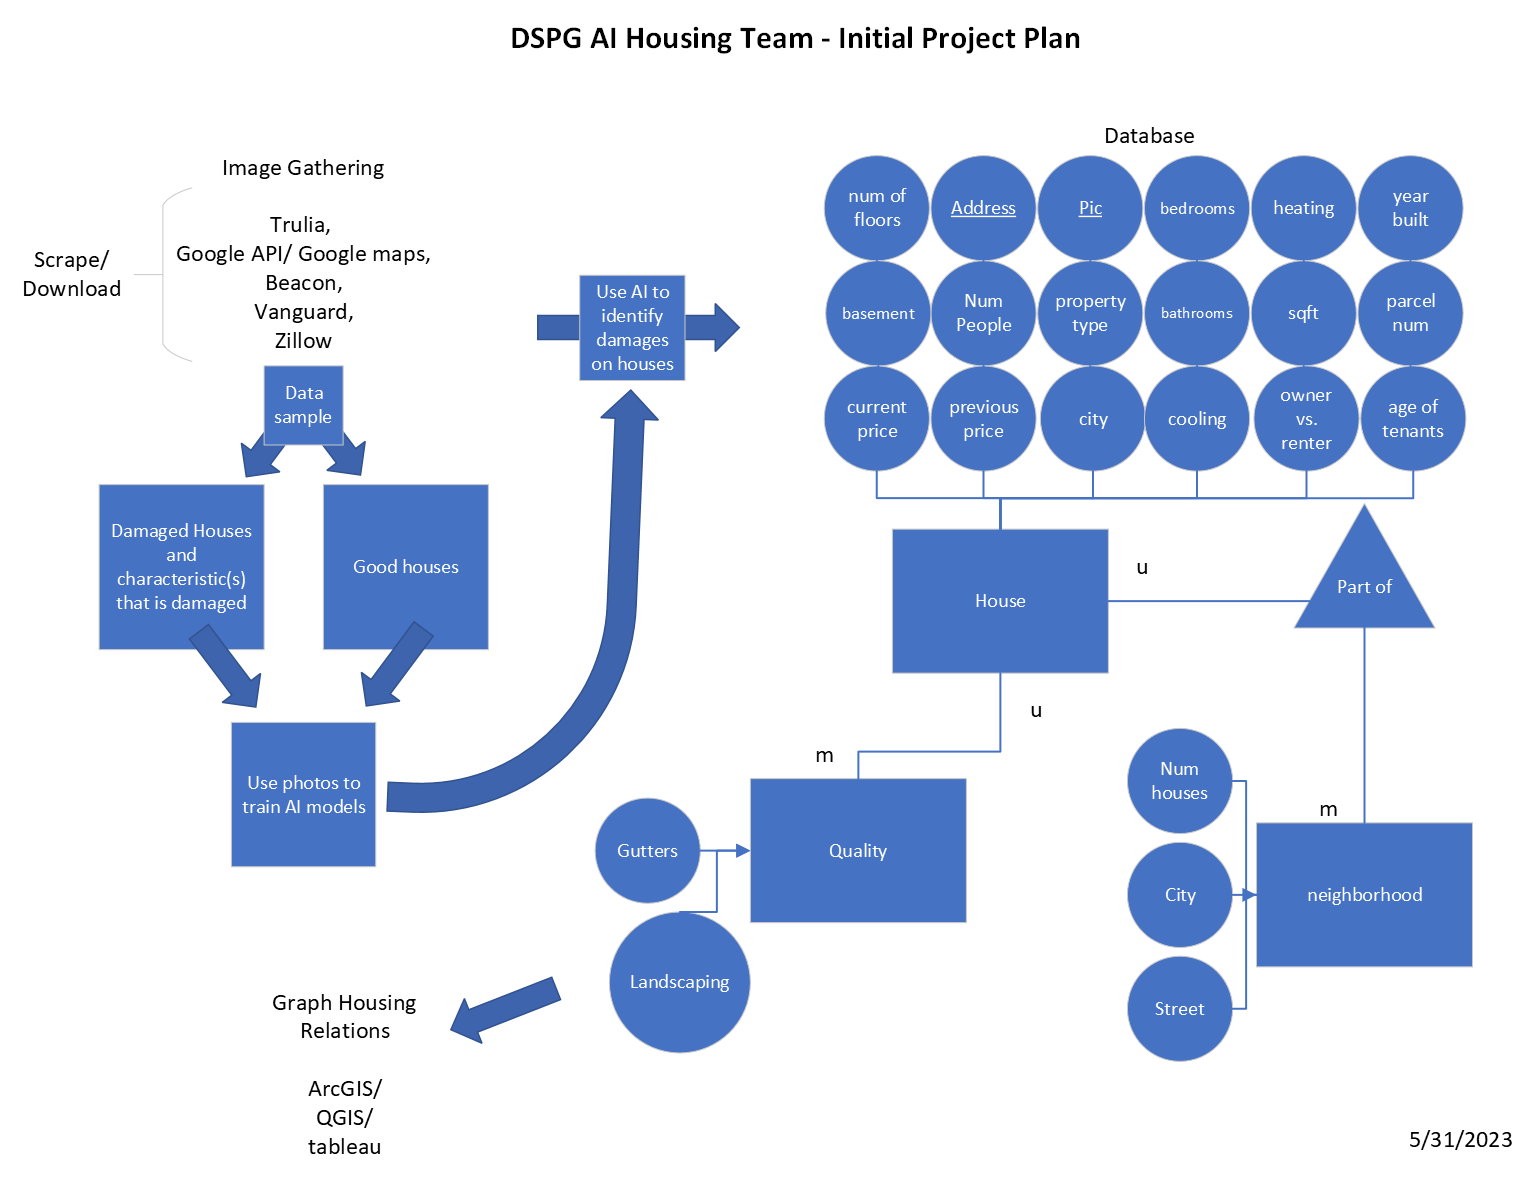 DSPG AI Housing Team - Initial Project Plan
Image Gathering
Trulia,
Google API/ Google maps,
Beacon,
Vanguard,
Zillow
Scrape/
Download
Data
sample
Damaged Houses
and
characteristic(s)
that is damaged
Good houses
Use photos to
train AI models
Use AI to
identify
damages
on houses
Database
num of
floors
Address
Pic
bedrooms
heating
year
built
basement
Num
People
property
type
bathrooms
sqft
parcel
num
current
price
previous
price
city
cooling
owner
vs.
renter
age of
tenants
House
u
Part of
u
m
Quality
Gutters
Landscaping
Num
houses
City
Street
m
neighborhood
Graph Housing
Relations
ArcGIS/
QGIS/
tableau
5/31/2023